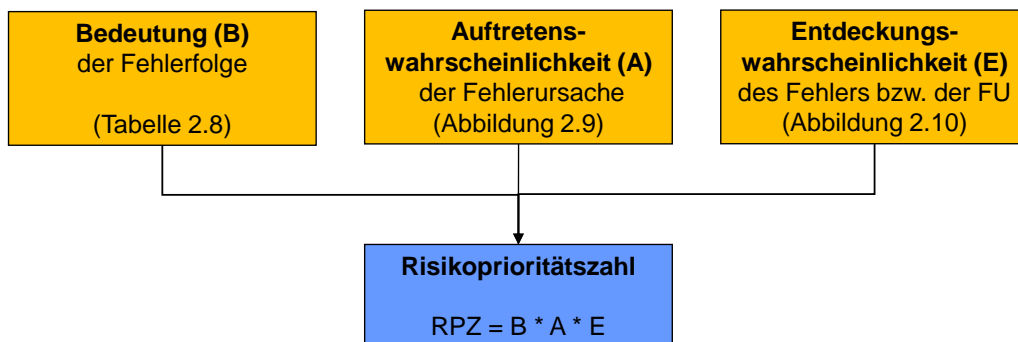 Bedeutung (B)
der Fehlerfolge
(Tabelle 2.8)
Auftretens-
wahrscheinlichkeit (A)
der Fehlerursache
(Abbildung 2.9)
Entdeckungs-
wahrscheinlichkeit (E)
des Fehlers bzw. der FU
(Abbildung 2.10)
Risikoprioritätszahl
RPZ = B * A * E